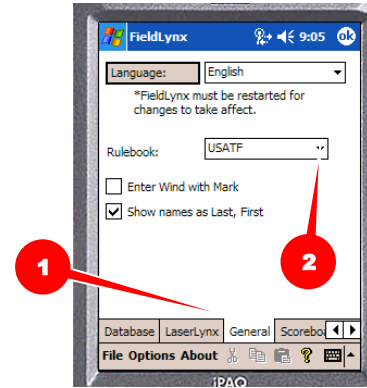 FieldLynx 9:05 ok
Language: English
*FieldLynx must be restarted for
changes to take affect.
Rulebook: USATF
Enter Wind with Mark
Show names as Last, First
1
2
Database LaserLynx General Scoreboa
File Options About
iPAQ